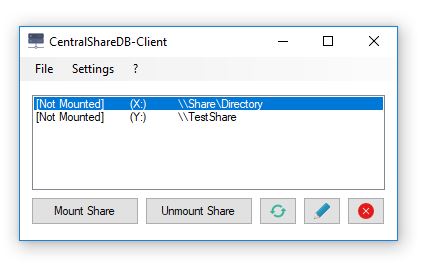 CentralShareDB-Client
File Settings ?
[Not Mounted] (X:) \\Share\Directory
[Not Mounted] (Y:) \\TestShare
Mount Share Unmount Share